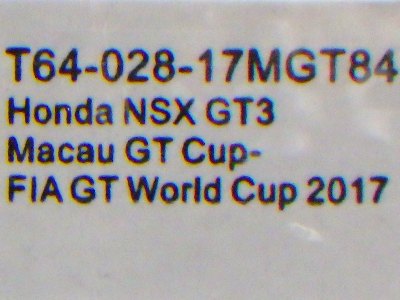 T64-028-17MGT84
Honda NSX GT3
Macau GT Cup-
FIA GT World Cup 2017